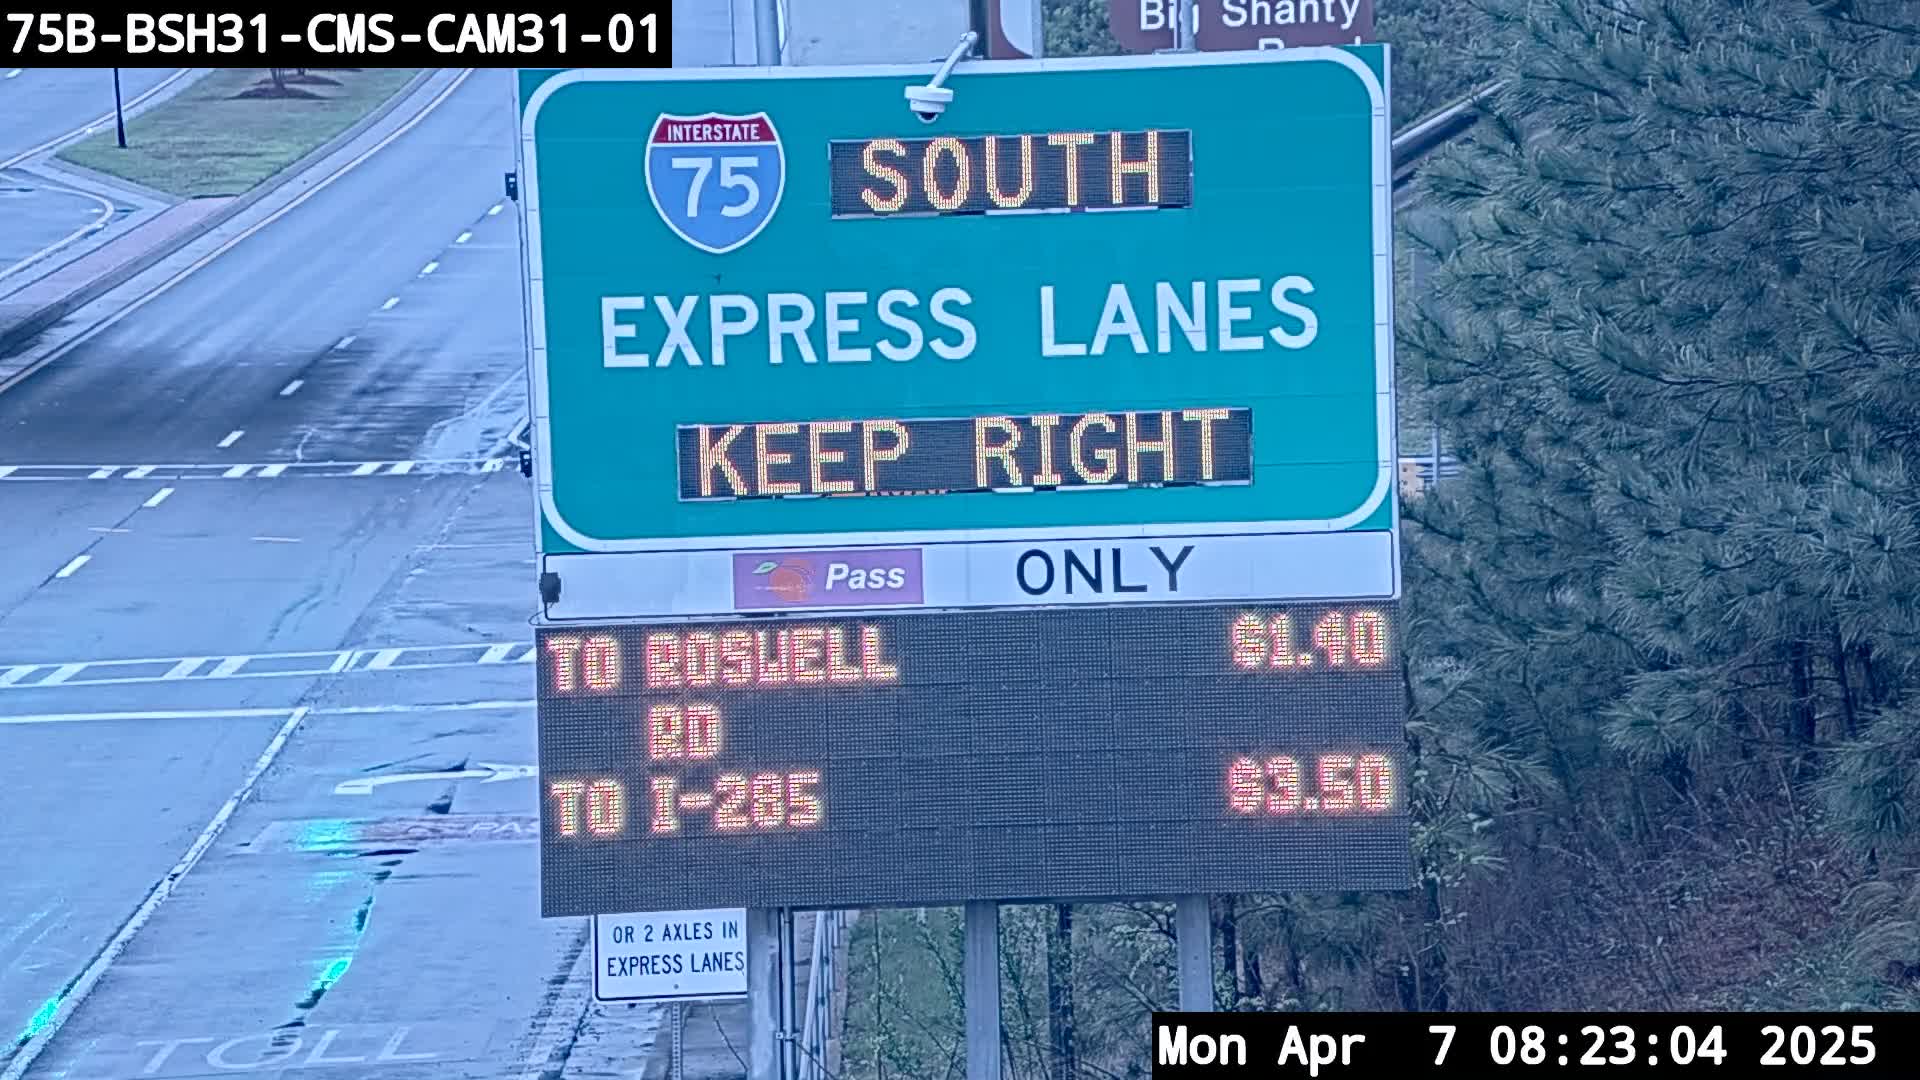 75B-BSH31-CMS-CAM31-01
Big Shanty
INTERSTATE
75
SOUTH
EXPRESS LANES
KEEP RIGHT
Pass ONLY
TO ROSWELL $1.40
RD
TO I-285 $3.50
OR 2 AXLES IN
EXPRESS LANES
TOLL
Mon Apr 7 08:23:04 2025